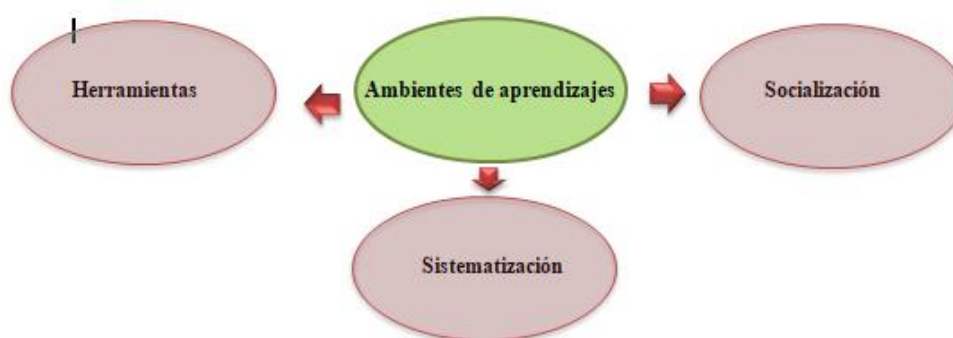 Herramientas
Ambientes de aprendizajes
Socialización
Sistematización